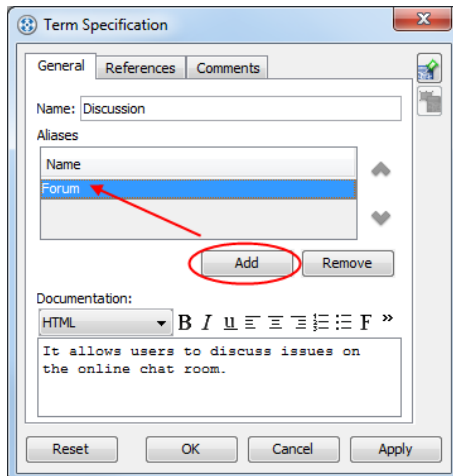 Term Specification
General References Comments
Name: Discussion
Aliases
Name
Forum
Add Remove
Documentation:
HTML B I u F »
It allows users to discuss issues on
the online chat room.
Reset OK Cancel Apply